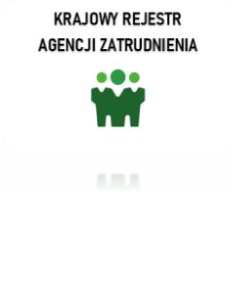 KRAJOWY REJESTR
AGENCJI ZATRUDNIENIA